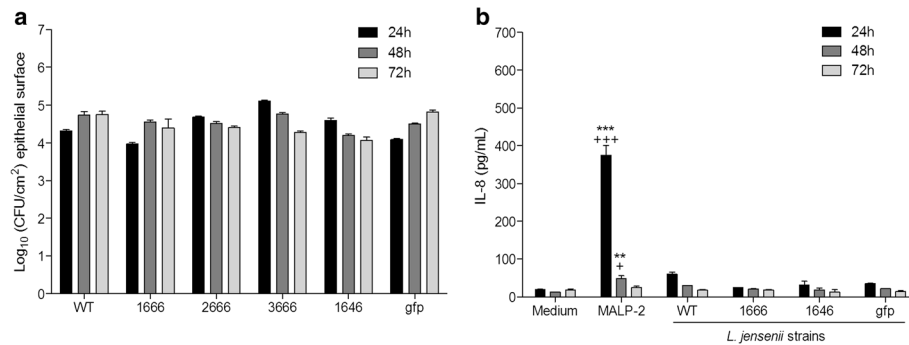 a
7
6
5
4
3
2
1
0
Log10 (CFU/cm2) epithelial surface
24h
48h
72h
WT 1666 2666 3666 1646 gfp
b
700
600
500
400
300
200
100
0
IL-8 (pg/mL)
24h
48h
72h
***
+++
**
+
Medium MALP-2 WT 1666 1646 gfp
L. jensenii strains